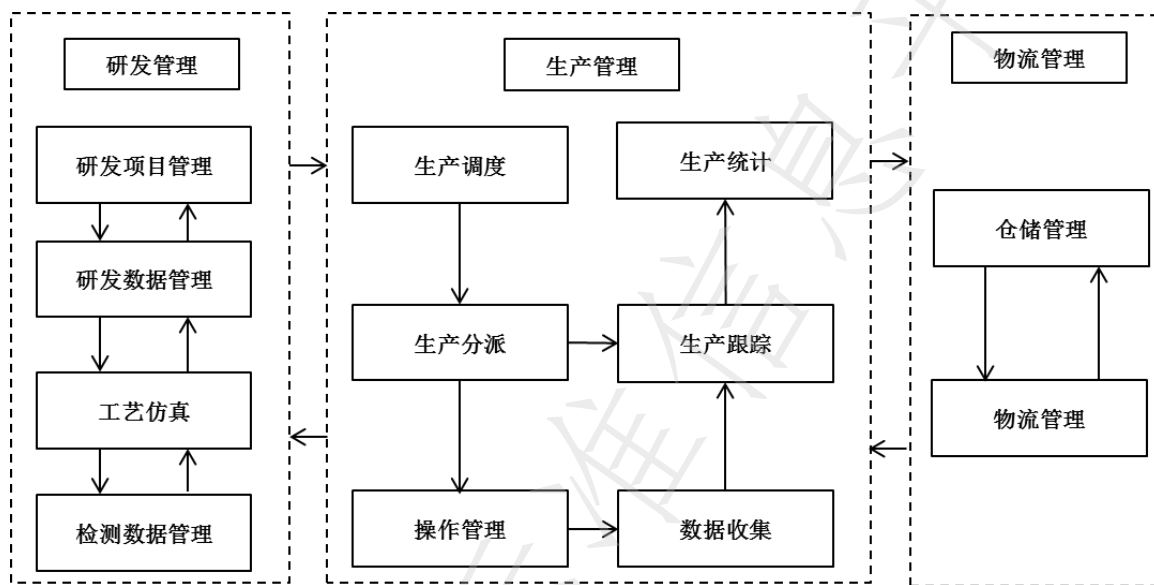 研发管理
研发项目管理
研发数据管理
工艺仿真
检测数据管理
生产管理
生产调度
生产分派
操作管理
生产统计
生产跟踪
数据收集
物流管理
仓储管理
物流管理
准信息